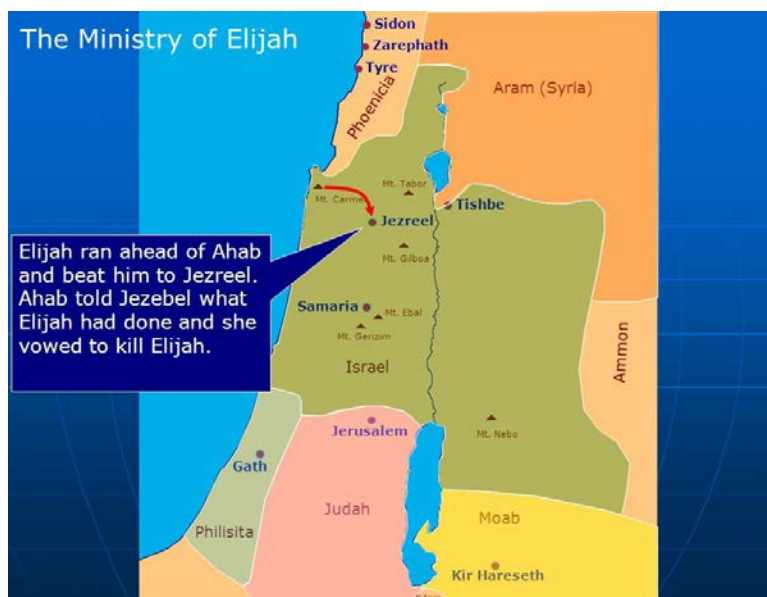 The Ministry of Elijah
Sidon
Zarephath
Tyre
Phoenicia
Aram (Syria)
Mt. Tabor
Mt. Carmel
Tishbe
Jezreel
Elijah ran ahead of Ahab
and beat him to Jezreel.
Ahab told Jezebel what
Elijah had done and she
vowed to kill Elijah.
Mt. Gilboa
Samaria
Mt. Ebal
Mt. Gerizim
Israel
Ammon
Mt. Nebo
Jerusalem
Gath
Judah
Moab
Philisita
Kir Hareseth